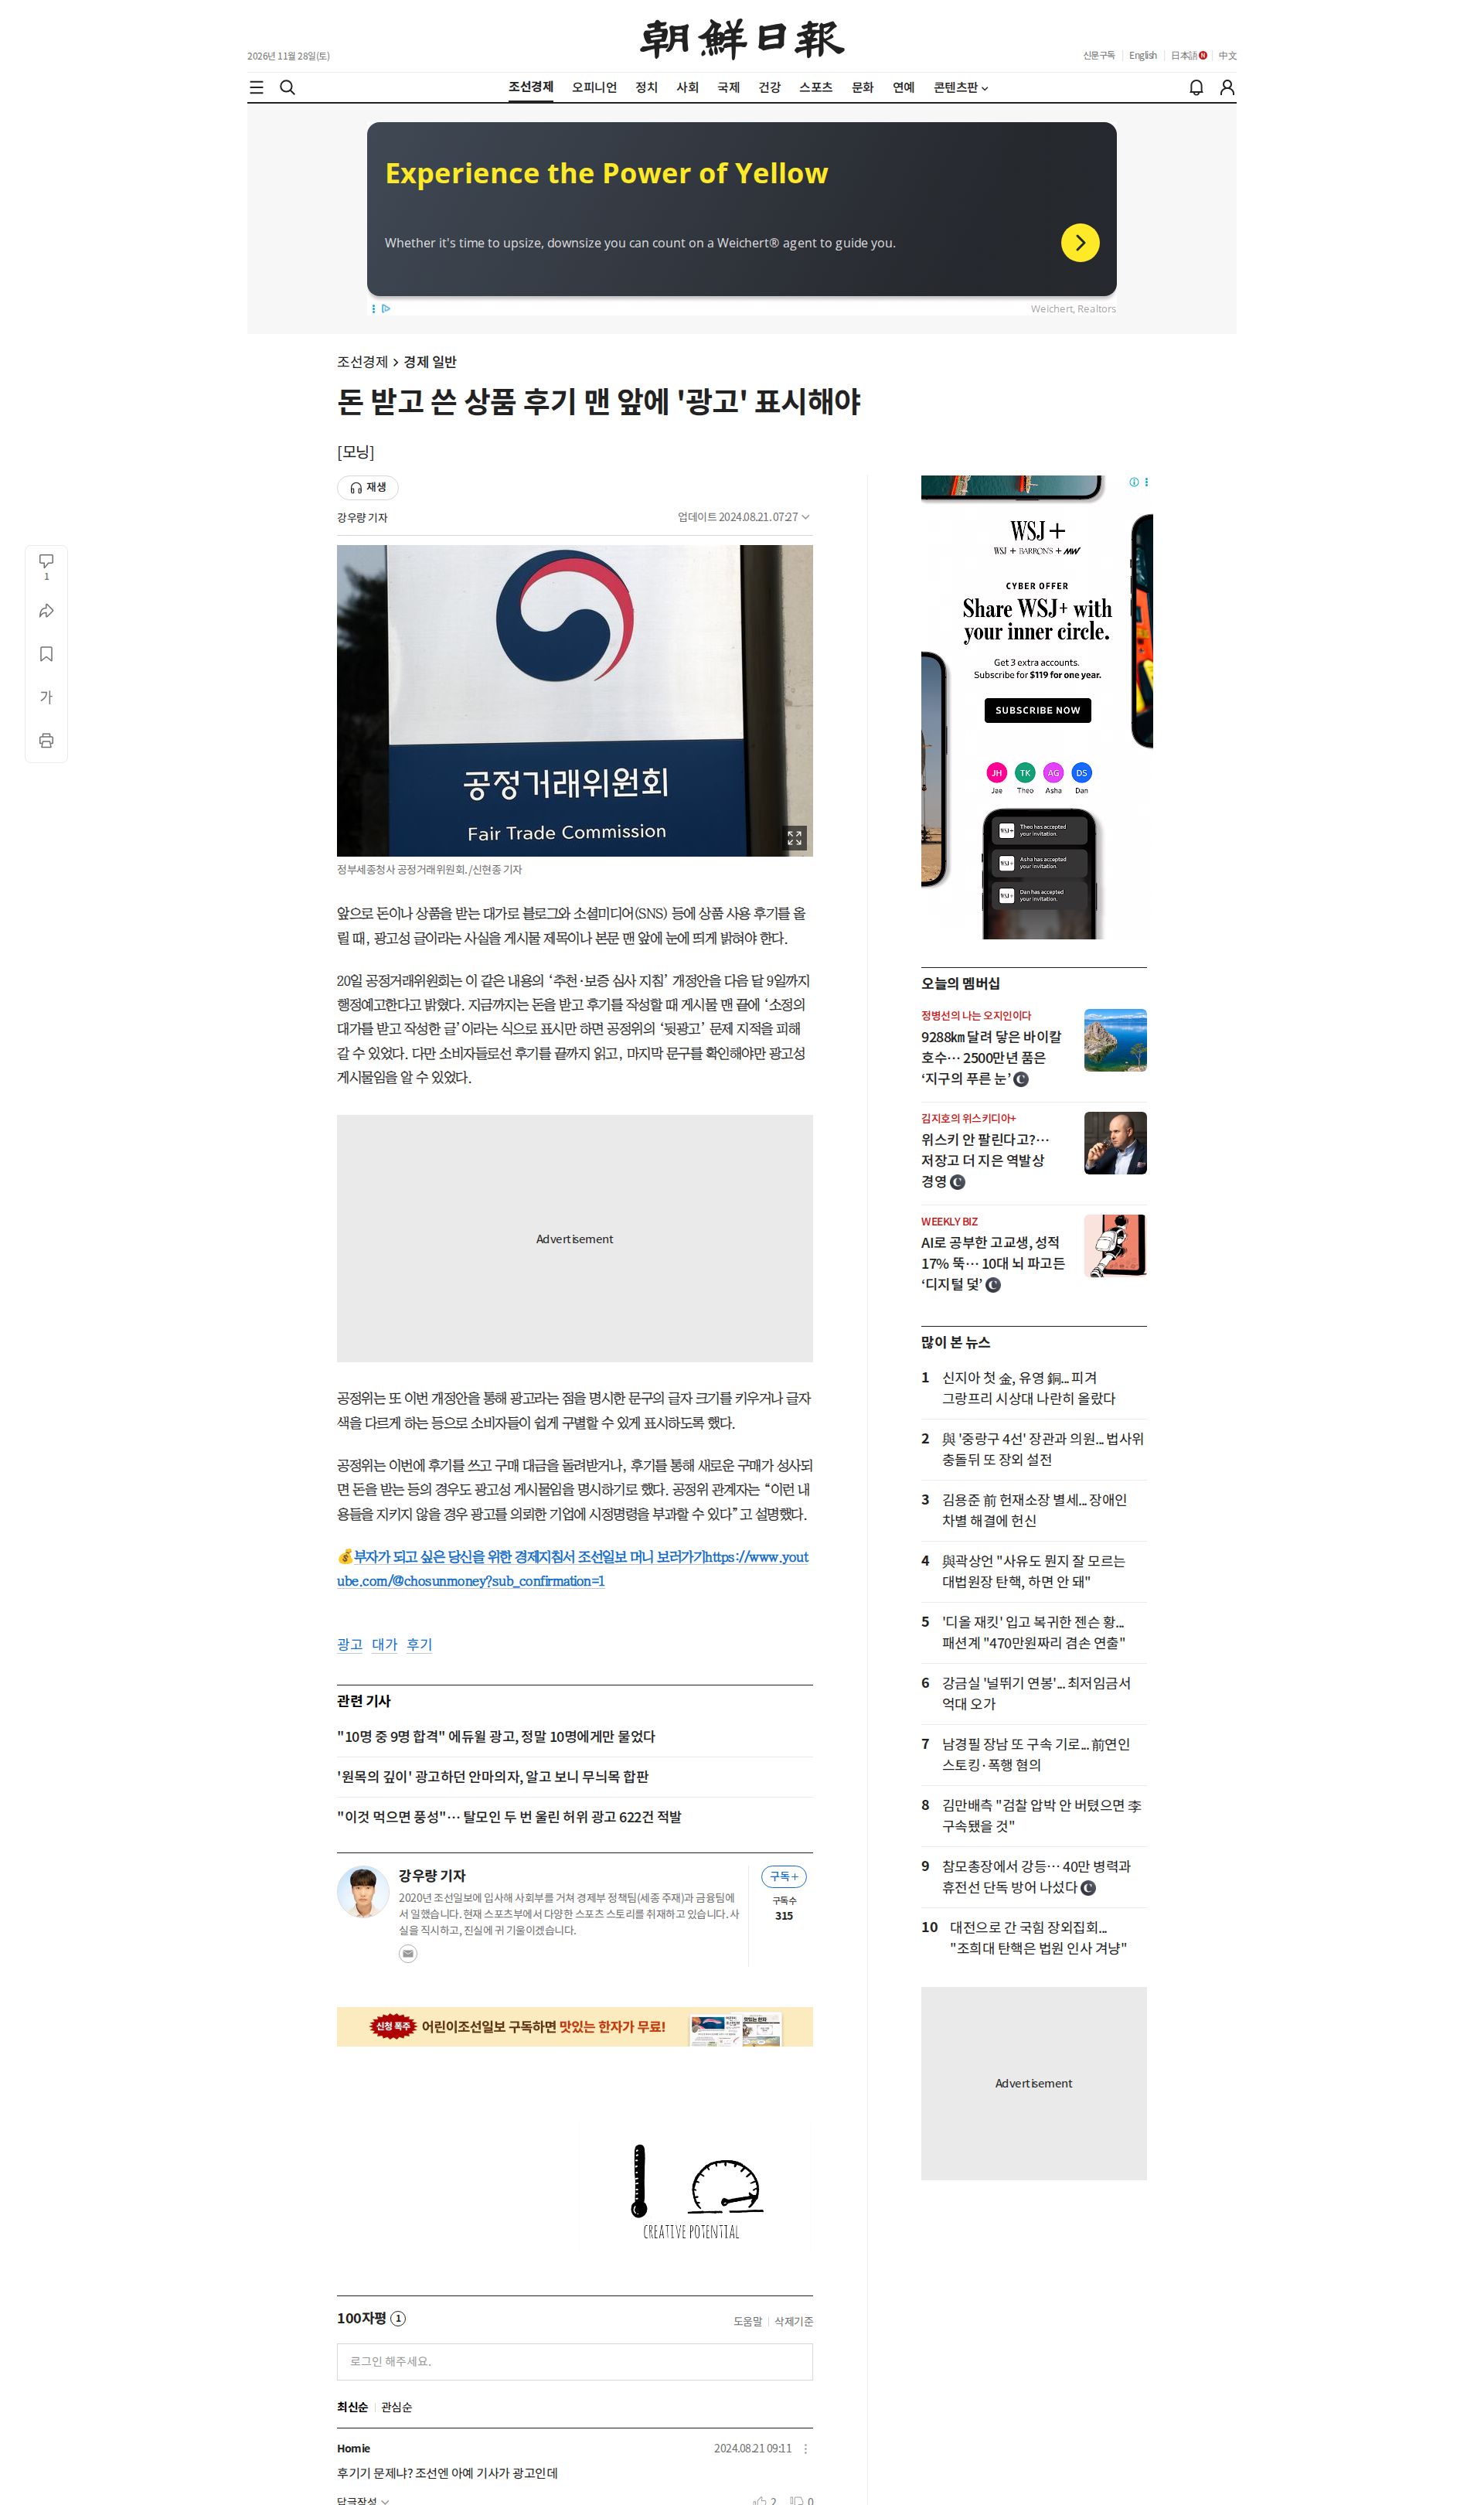 朝鮮日報
2026년 11월 28일(토)
신문구독 English 日本語 N 中文
조선경제 오피니언 정치 사회 국제 건강 스포츠 문화 연예 콘텐츠판
Experience the Power of Yellow
Whether it's time to upsize, downsize you can count on a Weichert® agent to guide you.
Weichert, Realtors
조선경제 > 경제 일반
돈 받고 쓴 상품 후기 맨 앞에 '광고' 표시해야
[모닝]
재생
강우량 기자
업데이트 2024.08.21. 07:27
1
가
공정거래위원회
Fair Trade Commission
정부세종청사 공정거래위원회./신현종 기자
앞으로 돈이나 상품을 받는 대가로 블로그와 소셜미디어(SNS) 등에 상품 사용 후기를 올
릴 때, 광고성 글이라는 사실을 게시물 제목이나 본문 맨 앞에 눈에 띄게 밝혀야 한다.
20일 공정거래위원회는 이 같은 내용의 ‘추천·보증 심사 지침’ 개정안을 다음 달 9일까지
행정예고한다고 밝혔다. 지금까지는 돈을 받고 후기를 작성할 때 게시물 맨 끝에 ‘소정의
대가를 받고 작성한 글’이라는 식으로 표시만 하면 공정위의 ‘뒷광고’ 문제 지적을 피해
갈 수 있었다. 다만 소비자들로선 후기를 끝까지 읽고, 마지막 문구를 확인해야만 광고성
게시물임을 알 수 있었다.
Advertisement
공정위는 또 이번 개정안을 통해 광고라는 점을 명시한 문구의 글자 크기를 키우거나 글자
색을 다르게 하는 등으로 소비자들이 쉽게 구별할 수 있게 표시하도록 했다.
공정위는 이번에 후기를 쓰고 구매 대금을 돌려받거나, 후기를 통해 새로운 구매가 성사되
면 돈을 받는 등의 경우도 광고성 게시물임을 명시하기로 했다. 공정위 관계자는 “이런 내
용들을 지키지 않을 경우 광고를 의뢰한 기업에 시정명령을 부과할 수 있다”고 설명했다.
💰부자가 되고 싶은 당신을 위한 경제지침서 조선일보 머니 보러가기https://www.yout
ube.com/@chosunmoney?sub_confirmation=1
광고 대가 후기
관련 기사
"10명 중 9명 합격" 에듀윌 광고, 정말 10명에게만 물었다
'원목의 깊이' 광고하던 안마의자, 알고 보니 무늬목 합판
"이것 먹으면 풍성"… 탈모인 두 번 울린 허위 광고 622건 적발
강우량 기자
2020년 조선일보에 입사해 사회부를 거쳐 경제부 정책팀(세종 주재)과 금융팀에
서 일했습니다. 현재 스포츠부에서 다양한 스포츠 스토리를 취재하고 있습니다. 사
실을 직시하고, 진실에 귀 기울이겠습니다.
구독+
구독수
315
신청 폭주 어린이조선일보 구독하면 맛있는 한자가 무료!
맛있는 한자
CREATIVE POTENTIAL
100자평 1
도움말 삭제기준
로그인 해주세요.
최신순 관심순
Homie
2024.08.21 09:11
후기기 문제냐? 조선엔 아예 기사가 광고인데
답글작성
2 0
WSJ+
WSJ + BARRON'S + MW
CYBER OFFER
Share WSJ+ with
your inner circle.
Get 3 extra accounts.
Subscribe for $119 for one year.
SUBSCRIBE NOW
JH TK AG DS
Jae Theo Asha Dan
WSJ+ Theo has accepted
your invitation.
WSJ+ Asha has accepted
your invitation.
WSJ+ Dan has accepted
your invitation.
오늘의 멤버십
정병선의 나는 오지인이다
9288㎞ 달려 닿은 바이칼
호수… 2500만년 품은
‘지구의 푸른 눈’
김지호의 위스키디아+
위스키 안 팔린다고?…
저장고 더 지은 역발상
경영
WEEKLY BIZ
AI로 공부한 고교생, 성적
17% 뚝… 10대 뇌 파고든
‘디지털 덫’
많이 본 뉴스
1 신지아 첫 金, 유영 銅... 피겨
그랑프리 시상대 나란히 올랐다
2 與 '중랑구 4선' 장관과 의원... 법사위
충돌뒤 또 장외 설전
3 김용준 前 헌재소장 별세... 장애인
차별 해결에 헌신
4 與곽상언 "사유도 뭔지 잘 모르는
대법원장 탄핵, 하면 안 돼"
5 '디올 재킷' 입고 복귀한 젠슨 황...
패션계 "470만원짜리 겸손 연출"
6 강금실 '널뛰기 연봉'... 최저임금서
억대 오가
7 남경필 장남 또 구속 기로... 前연인
스토킹·폭행 혐의
8 김만배측 "검찰 압박 안 버텼으면 李
구속됐을 것"
9 참모총장에서 강등… 40만 병력과
휴전선 단독 방어 나섰다
10 대전으로 간 국힘 장외집회...
"조희대 탄핵은 법원 인사 겨냥"
Advertisement